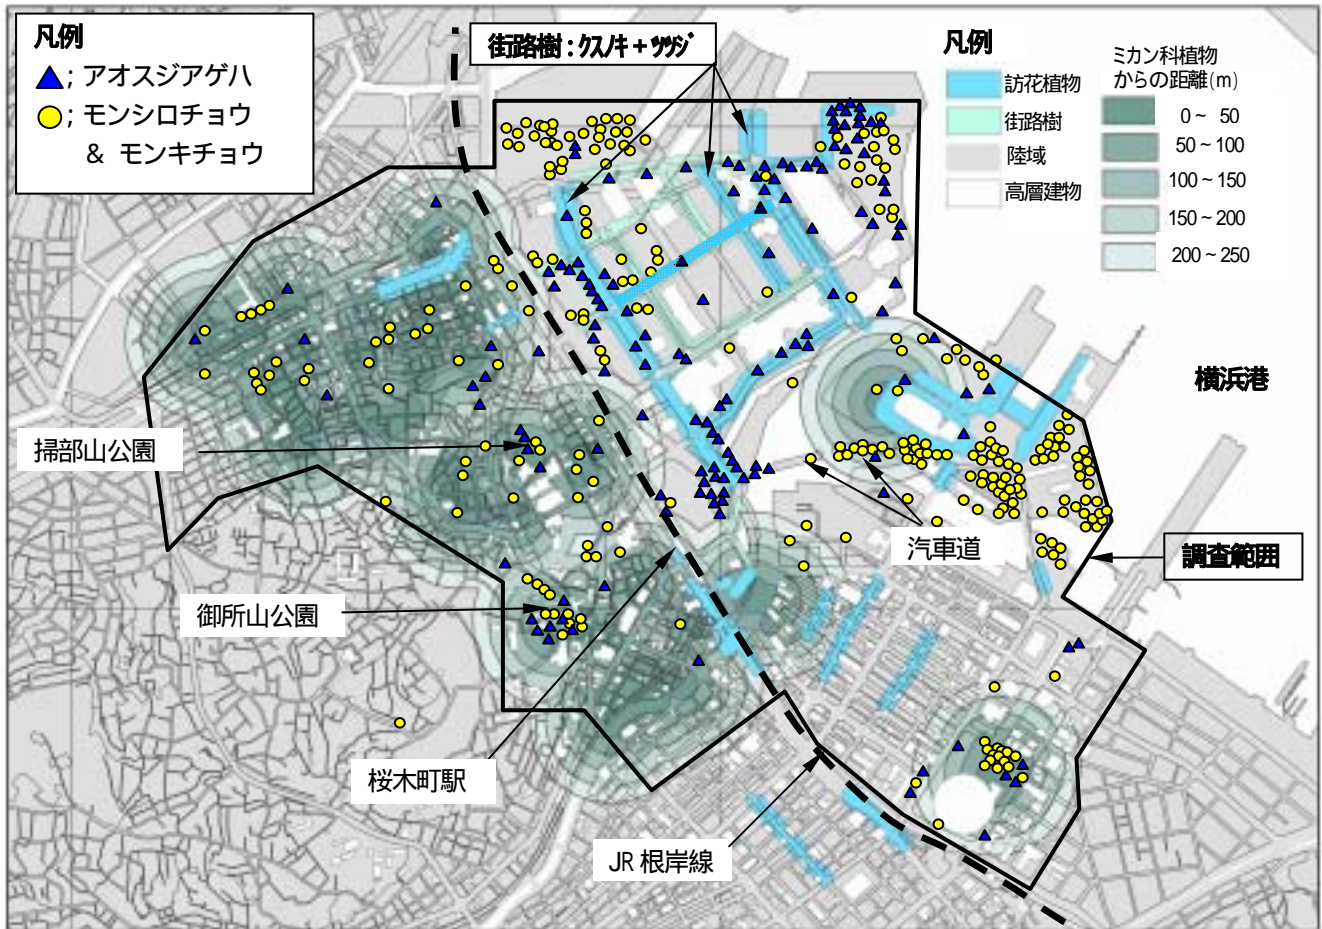 凡例
▲; アオスジアゲハ
○; モンシロチョウ
& モンキチョウ
街路樹:クスノキ+ツツジ
凡例
訪花植物
街路樹
陸域
高層建物
ミカン科植物
からの距離(m)
0~ 50
50~100
100~150
150~200
200~250
横浜港
掃部山公園
汽車道
調査範囲
御所山公園
桜木町駅
JR根岸線